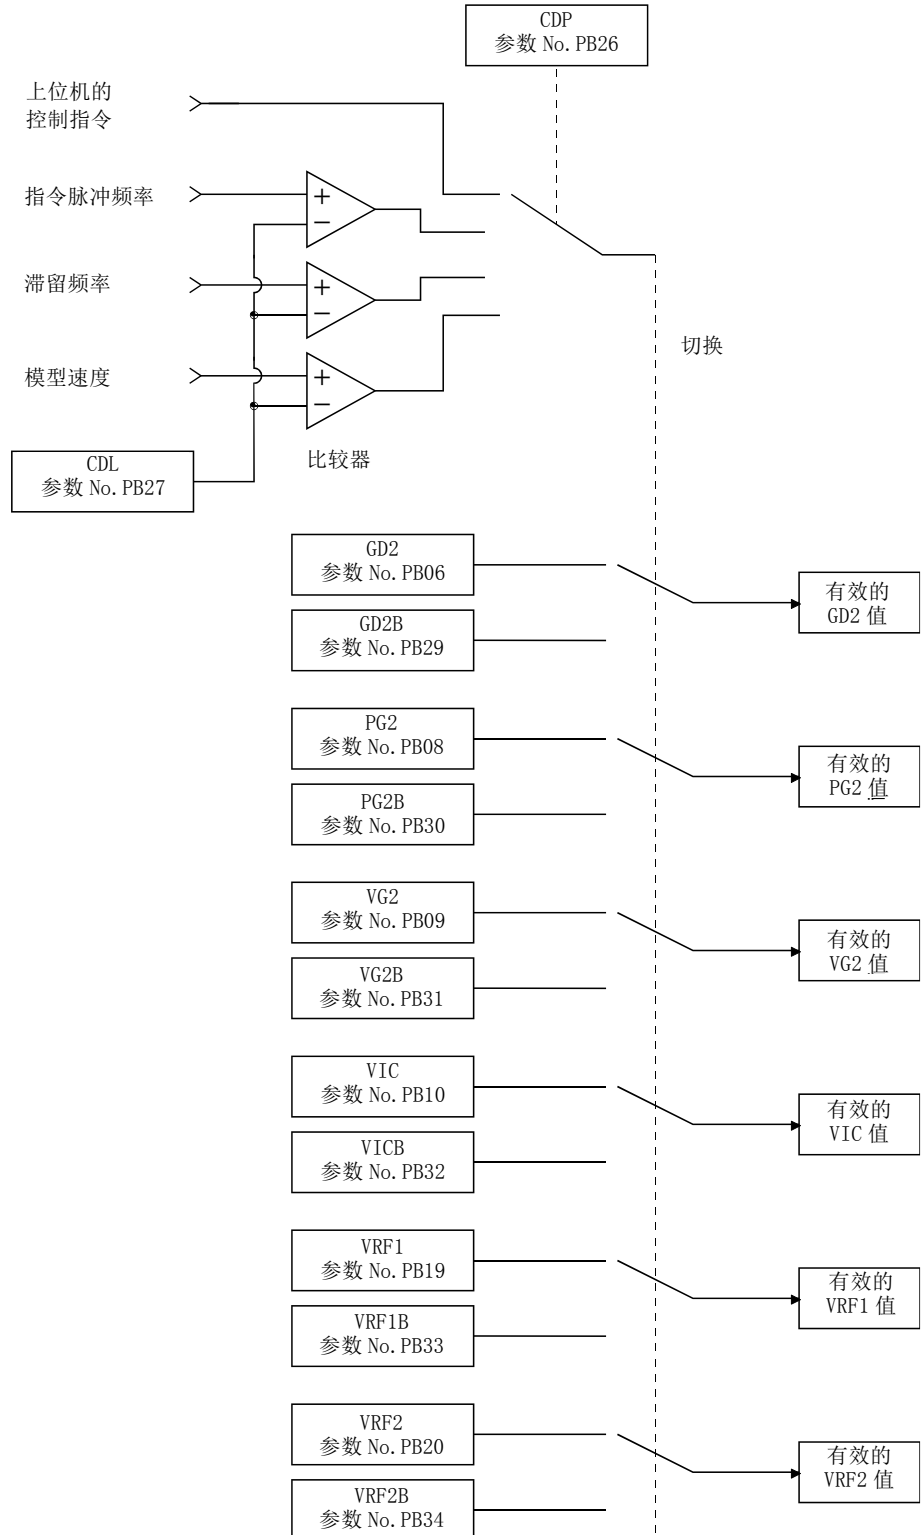 CDP
参数 No. PB26
上位机的
控制指令
指令脉冲频率
+
−
滞留频率
+
−
切换
模型速度
+
−
比较器
CDL
参数 No. PB27
GD2
参数 No. PB06
有效的
GD2 值
GD2B
参数 No. PB29
PG2
参数 No. PB08
有效的
PG2 值
PG2B
参数 No. PB30
VG2
参数 No. PB09
有效的
VG2 值
VG2B
参数 No. PB31
VIC
参数 No. PB10
有效的
VIC 值
VICB
参数 No. PB32
VRF1
参数 No. PB19
有效的
VRF1 值
VRF1B
参数 No. PB33
VRF2
参数 No. PB20
有效的
VRF2 值
VRF2B
参数 No. PB34